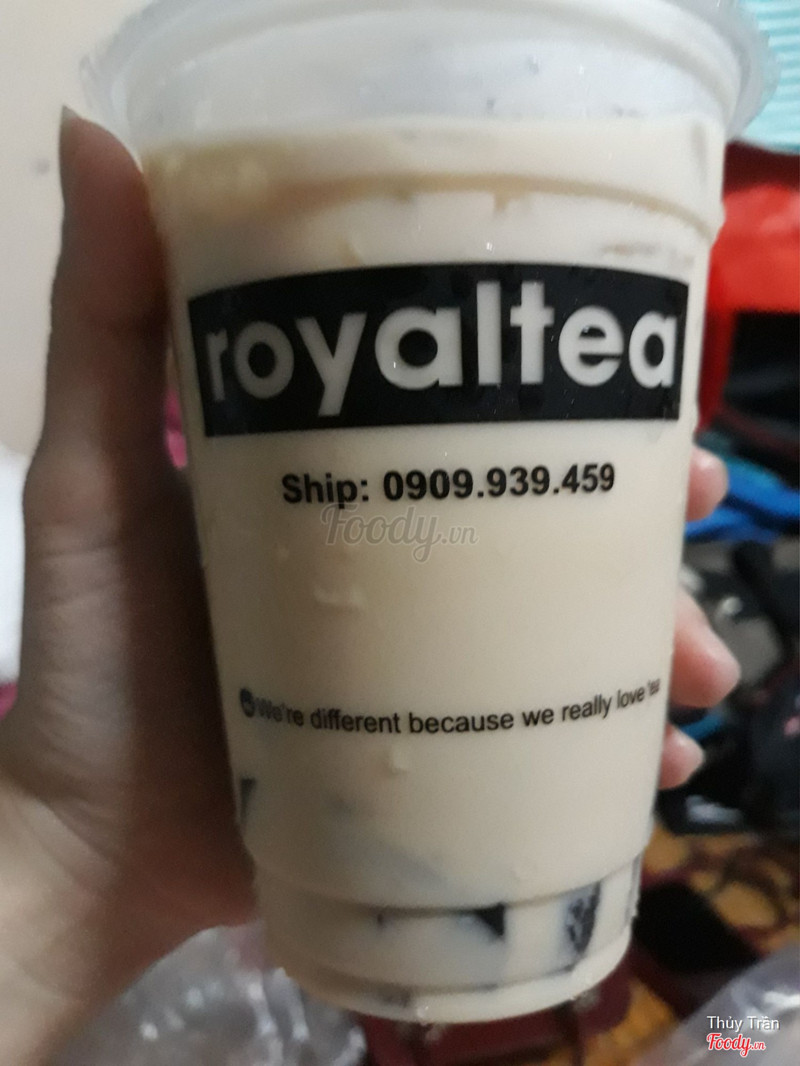 royaltea
Ship: 0909.939.459
Foody.vn
We're different because we really love tea
Thủy Trần
Foody.vn